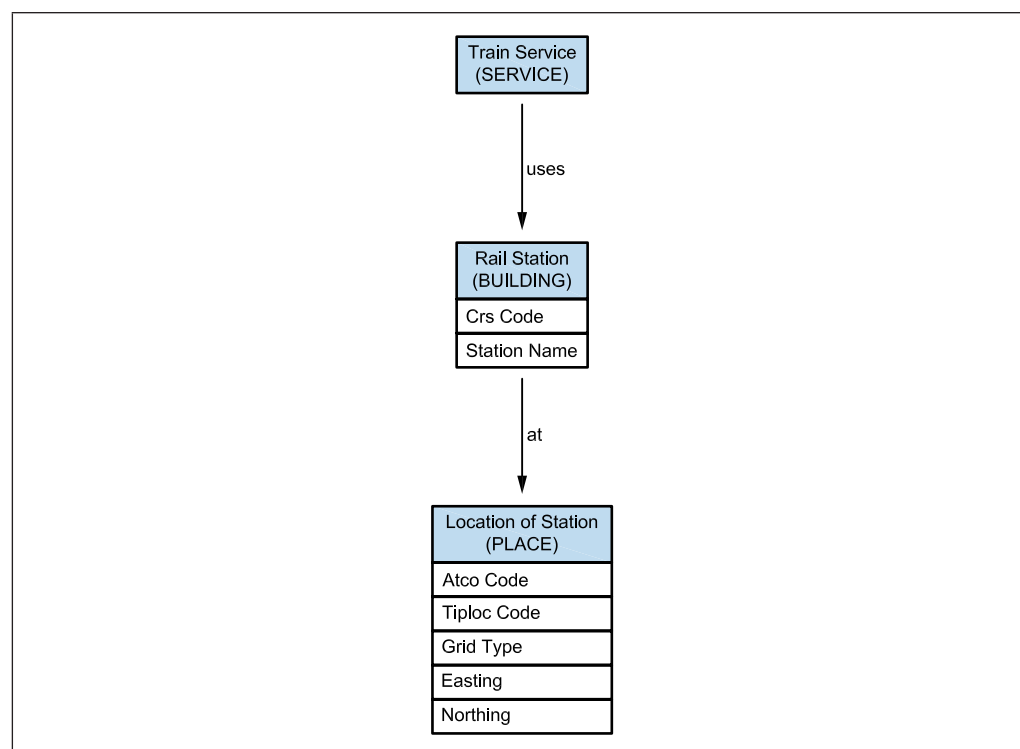 Train Service
(SERVICE)
uses
Rail Station
(BUILDING)
Crs Code
Station Name
at
Location of Station
(PLACE)
Atco Code
Tiploc Code
Grid Type
Easting
Northing